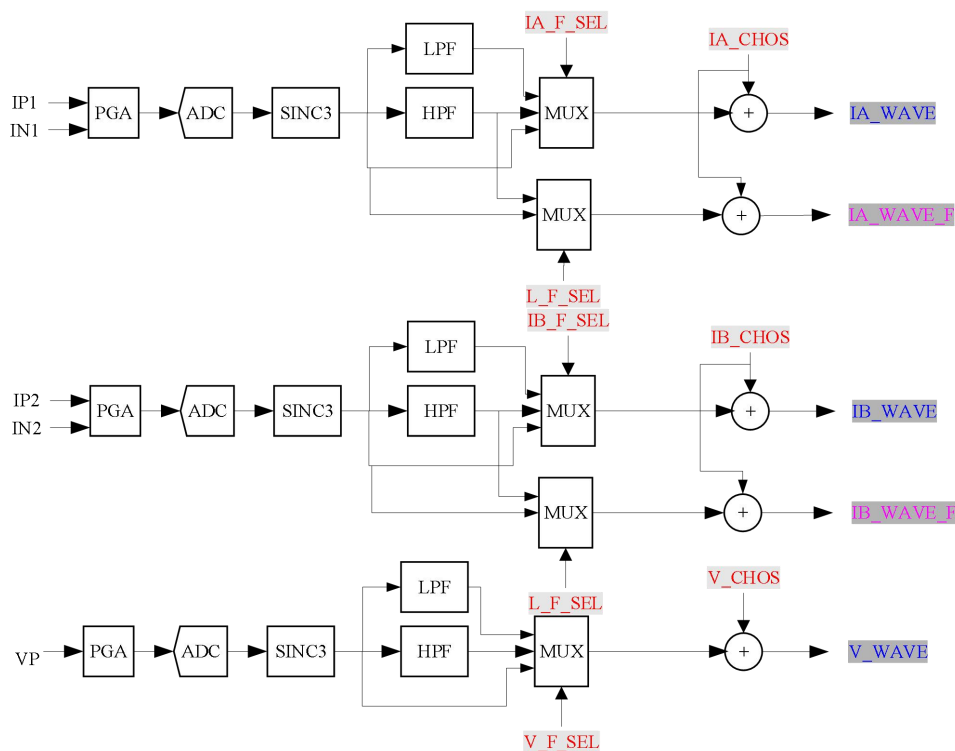 IA_F_SEL
IA_CHOS
LPF
IP1
IN1
PGA
ADC
SINC3
HPF
MUX
+
IA_WAVE
MUX
+
IA_WAVE_F
L_F_SEL
IB_F_SEL
IB_CHOS
LPF
IP2
IN2
PGA
ADC
SINC3
HPF
MUX
+
IB_WAVE
MUX
+
IB_WAVE_F
L_F_SEL
V_CHOS
LPF
VP
PGA
ADC
SINC3
HPF
MUX
+
V_WAVE
V_F_SEL